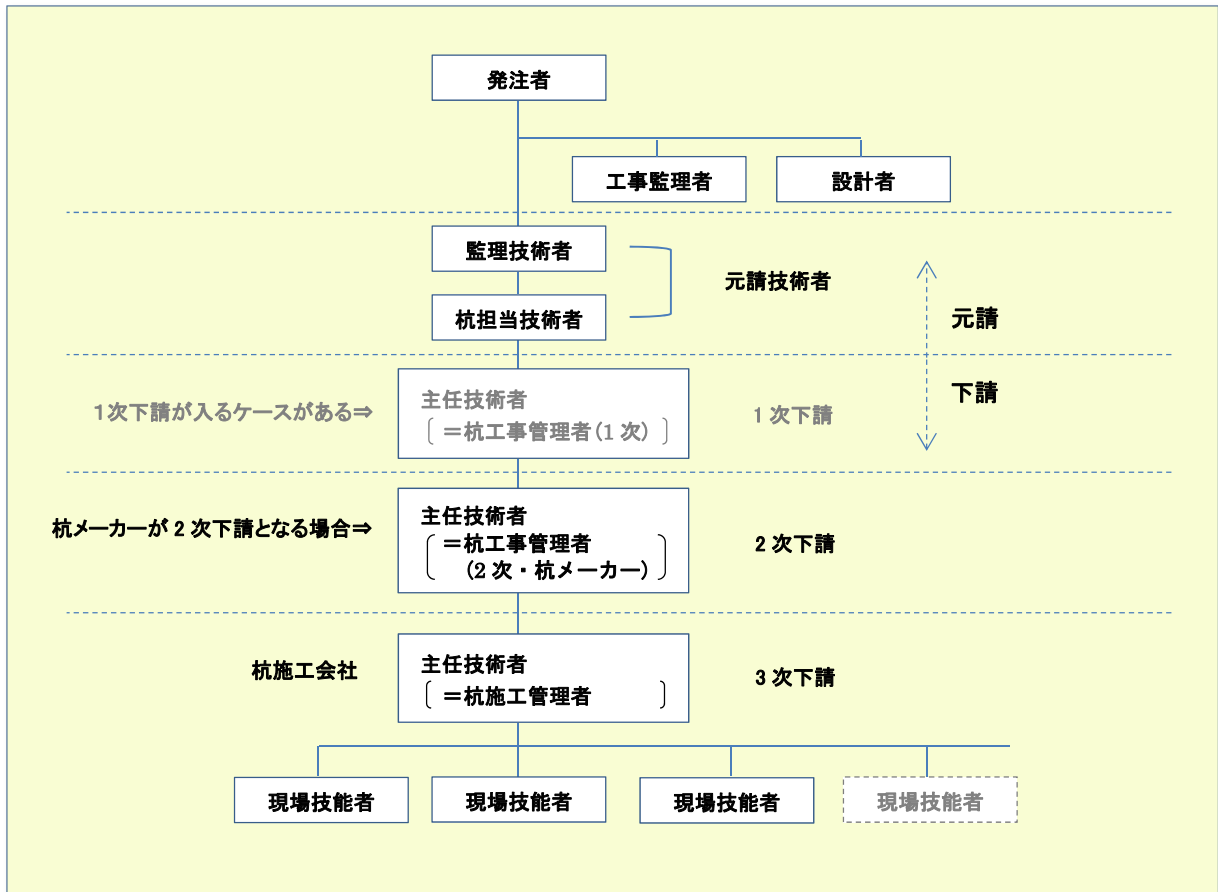 発注者
工事監理者
設計者
監理技術者
元請技術者
杭担当技術者
元請
下請
1次下請が入るケースがある⇒
主任技術者
〔 ＝杭工事管理者(1 次) 〕
1 次下請
杭メーカーが 2 次下請となる場合⇒
主任技術者
＝杭工事管理者
(2 次・杭メーカー)
2 次下請
杭施工会社
主任技術者
〔 ＝杭施工管理者 〕
3 次下請
現場技能者
現場技能者
現場技能者
現場技能者